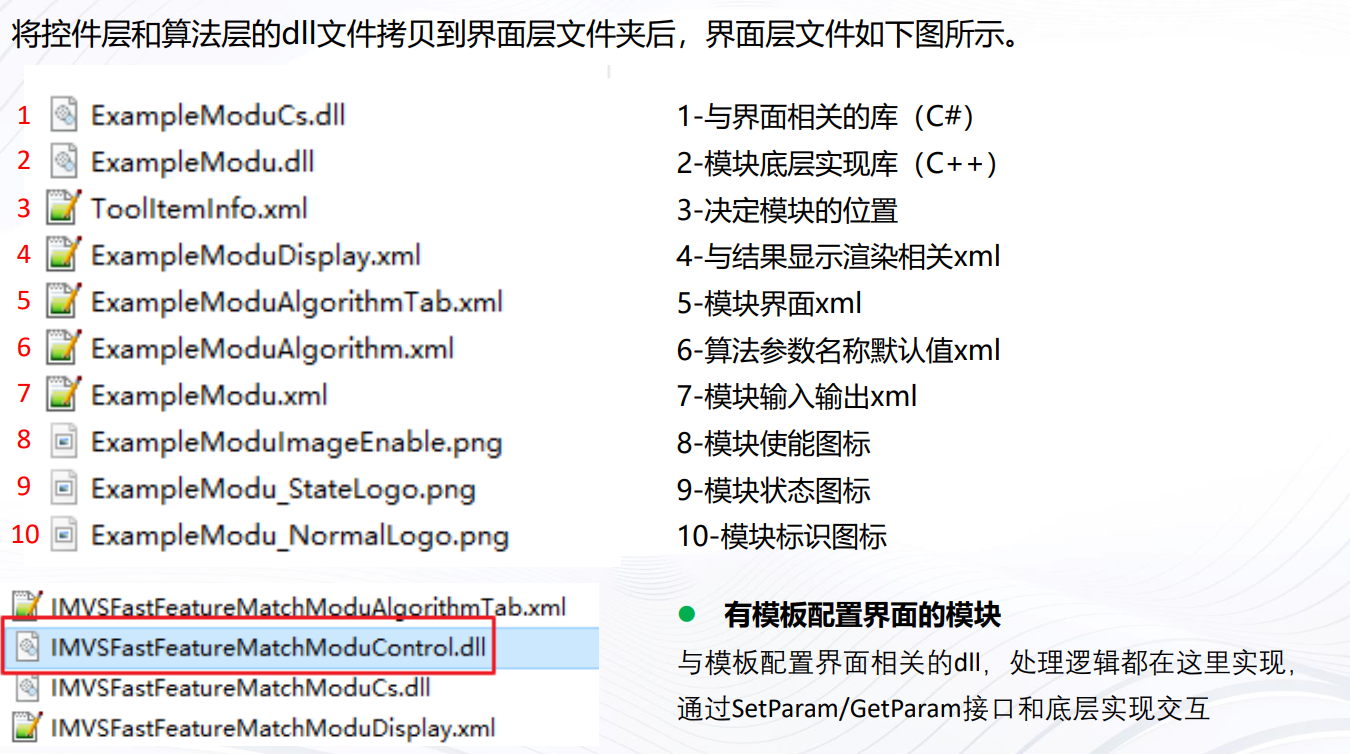 将控件层和算法层的dll文件拷贝到界面层文件夹后，界面层文件如下图所示。
1 ExampleModuCs.dll
2 ExampleModu.dll
3 ToolItemInfo.xml
4 ExampleModuDisplay.xml
5 ExampleModuAlgorithmTab.xml
6 ExampleModuAlgorithm.xml
7 ExampleModu.xml
8 ExampleModuImageEnable.png
9 ExampleModu_StateLogo.png
10 ExampleModu_NormalLogo.png
1-与界面相关的库（C#）
2-模块底层实现库（C++）
3-决定模块的位置
4-与结果显示渲染相关xml
5-模块界面xml
6-算法参数名称默认值xml
7-模块输入输出xml
8-模块使能图标
9-模块状态图标
10-模块标识图标
IMVSFastFeatureMatchModuAlgorithmTab.xml
IMVSFastFeatureMatchModuControl.dll
IMVSFastFeatureMatchModuCs.dll
IMVSFastFeatureMatchModuDisplay.xml
有模板配置界面的模块
与模板配置界面相关的dll，处理逻辑都在这里实现，
通过SetParam/GetParam接口和底层实现交互